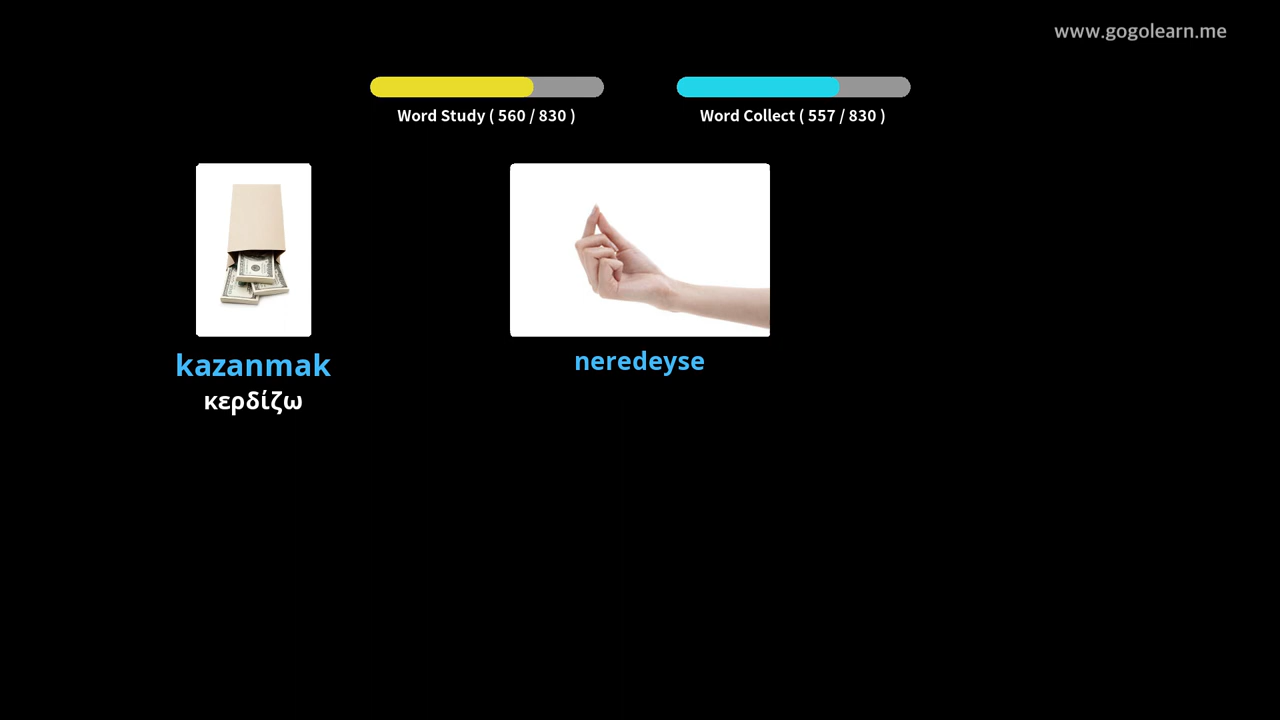 www.gogolearn.me
Word Study ( 560 / 830 )
Word Collect ( 557 / 830 )
kazanmak
κερδίζω
neredeyse